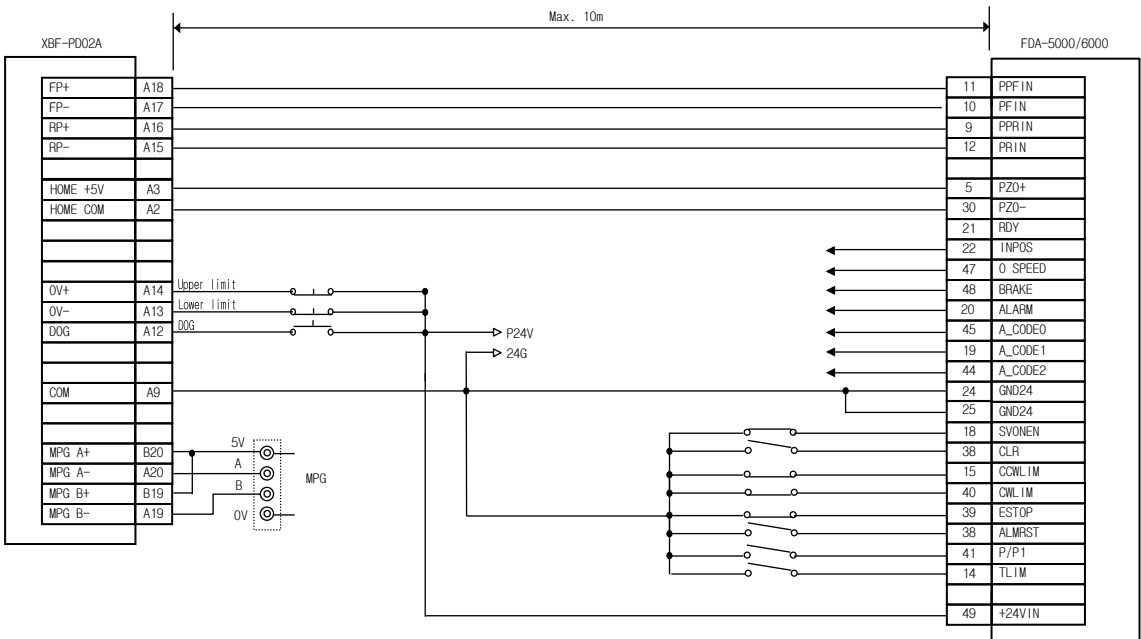 Max. 10m
XBF-PD02A
FDA-5000/6000
FP+ A18
FP- A17
RP+ A16
RP- A15
HOME +5V A3
HOME COM A2
OV+ A14 Upper limit
OV- A13 Lower limit
DOG A12 DOG
COM A9
MPG A+ B20
MPG A- A20
MPG B+ B19
MPG B- A19
5V
A
B
0V
MPG
P24V
24G
11 PPFIN
10 PFIN
9 PPRIN
12 PRIN
5 PZO+
30 PZO-
21 RDY
22 INPOS
47 0 SPEED
48 BRAKE
20 ALARM
45 A_CODE0
19 A_CODE1
44 A_CODE2
24 GND24
25 GND24
18 SVONEN
38 CLR
15 CCWLIM
40 CWLIM
39 ESTOP
38 ALMRST
41 P/P1
14 TLIM
49 +24VIN